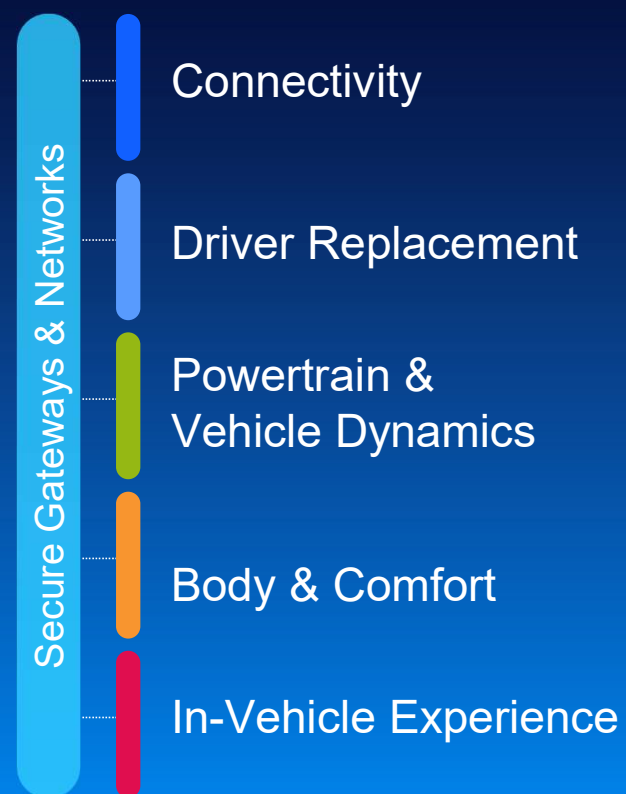 Secure Gateways & Networks
Connectivity
Driver Replacement
Powertrain &
Vehicle Dynamics
Body & Comfort
In-Vehicle Experience